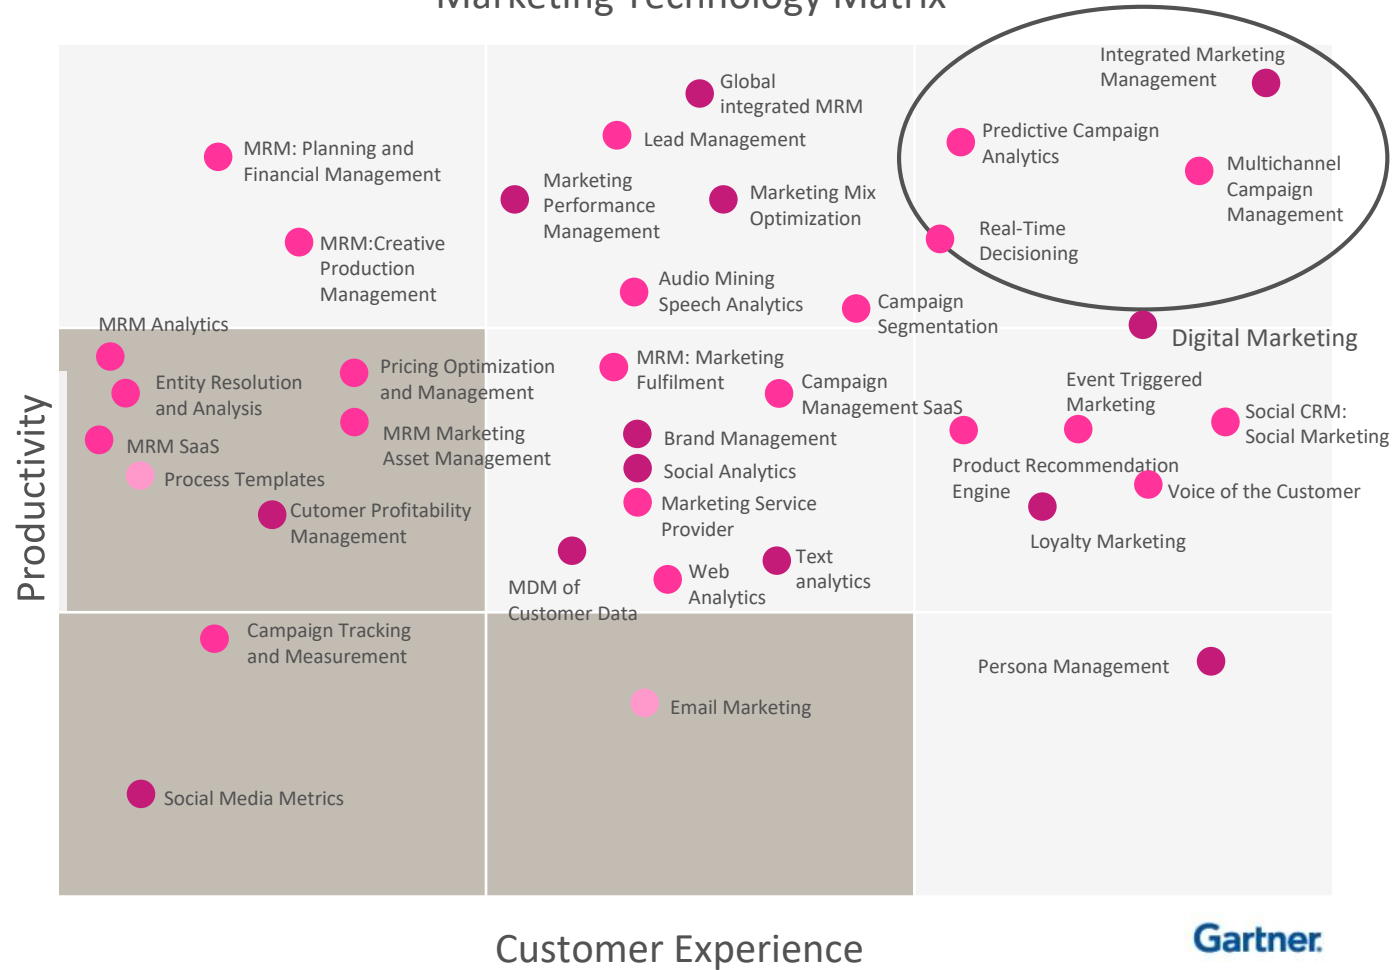 Marketing Technology Matrix
Integrated Marketing
Management
Global
integrated MRM
Lead Management
Predictive Campaign
Analytics
MRM: Planning and
Financial Management
Multichannel
Campaign
Management
Marketing
Performance
Management
Marketing Mix
Optimization
Real-Time
Decisioning
MRM:Creative
Production
Management
Audio Mining
Speech Analytics
Campaign
Segmentation
MRM Analytics
Digital Marketing
Entity Resolution
and Analysis
Pricing Optimization
and Management
MRM: Marketing
Fulfilment
Campaign
Management SaaS
Event Triggered
Marketing
Social CRM:
Social Marketing
MRM SaaS
MRM Marketing
Asset Management
Brand Management
Process Templates
Social Analytics
Product Recommendation
Engine
Voice of the Customer
Cutomer Profitability
Management
Marketing Service
Provider
Loyalty Marketing
MDM of
Customer Data
Web
Analytics
Text
analytics
Campaign Tracking
and Measurement
Persona Management
Email Marketing
Social Media Metrics
Productivity
Customer Experience
Gartner.